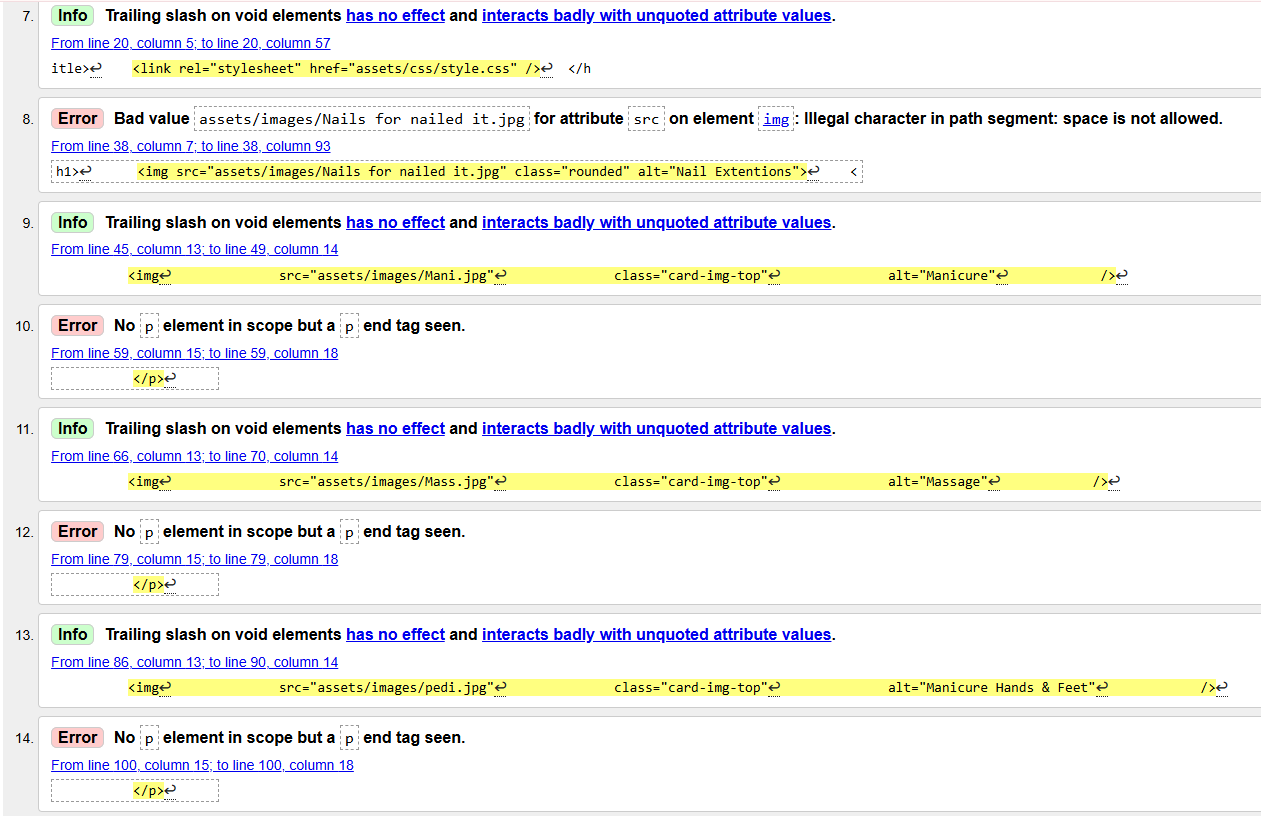 7. Info Trailing slash on void elements has no effect and interacts badly with unquoted attribute values.
From line 20, column 5; to line 20, column 57
itle>↩ <link rel="stylesheet" href="assets/css/style.css" />↩ </h
8. Error Bad value assets/images/Nails for nailed it.jpg for attribute src on element img: Illegal character in path segment: space is not allowed.
From line 38, column 7; to line 38, column 93
h1>↩ <img src="assets/images/Nails for nailed it.jpg" class="rounded" alt="Nail Extentions">↩ <
9. Info Trailing slash on void elements has no effect and interacts badly with unquoted attribute values.
From line 45, column 13; to line 49, column 14
<img↩ src="assets/images/Mani.jpg"↩ class="card-img-top"↩ alt="Manicure"↩ />↩
10. Error No p element in scope but a p end tag seen.
From line 59, column 15; to line 59, column 18
</p>↩
11. Info Trailing slash on void elements has no effect and interacts badly with unquoted attribute values.
From line 66, column 13; to line 70, column 14
<img↩ src="assets/images/Mass.jpg"↩ class="card-img-top"↩ alt="Massage"↩ />↩
12. Error No p element in scope but a p end tag seen.
From line 79, column 15; to line 79, column 18
</p>↩
13. Info Trailing slash on void elements has no effect and interacts badly with unquoted attribute values.
From line 86, column 13; to line 90, column 14
<img↩ src="assets/images/pedi.jpg"↩ class="card-img-top"↩ alt="Manicure Hands & Feet"↩ />↩
14. Error No p element in scope but a p end tag seen.
From line 100, column 15; to line 100, column 18
</p>↩